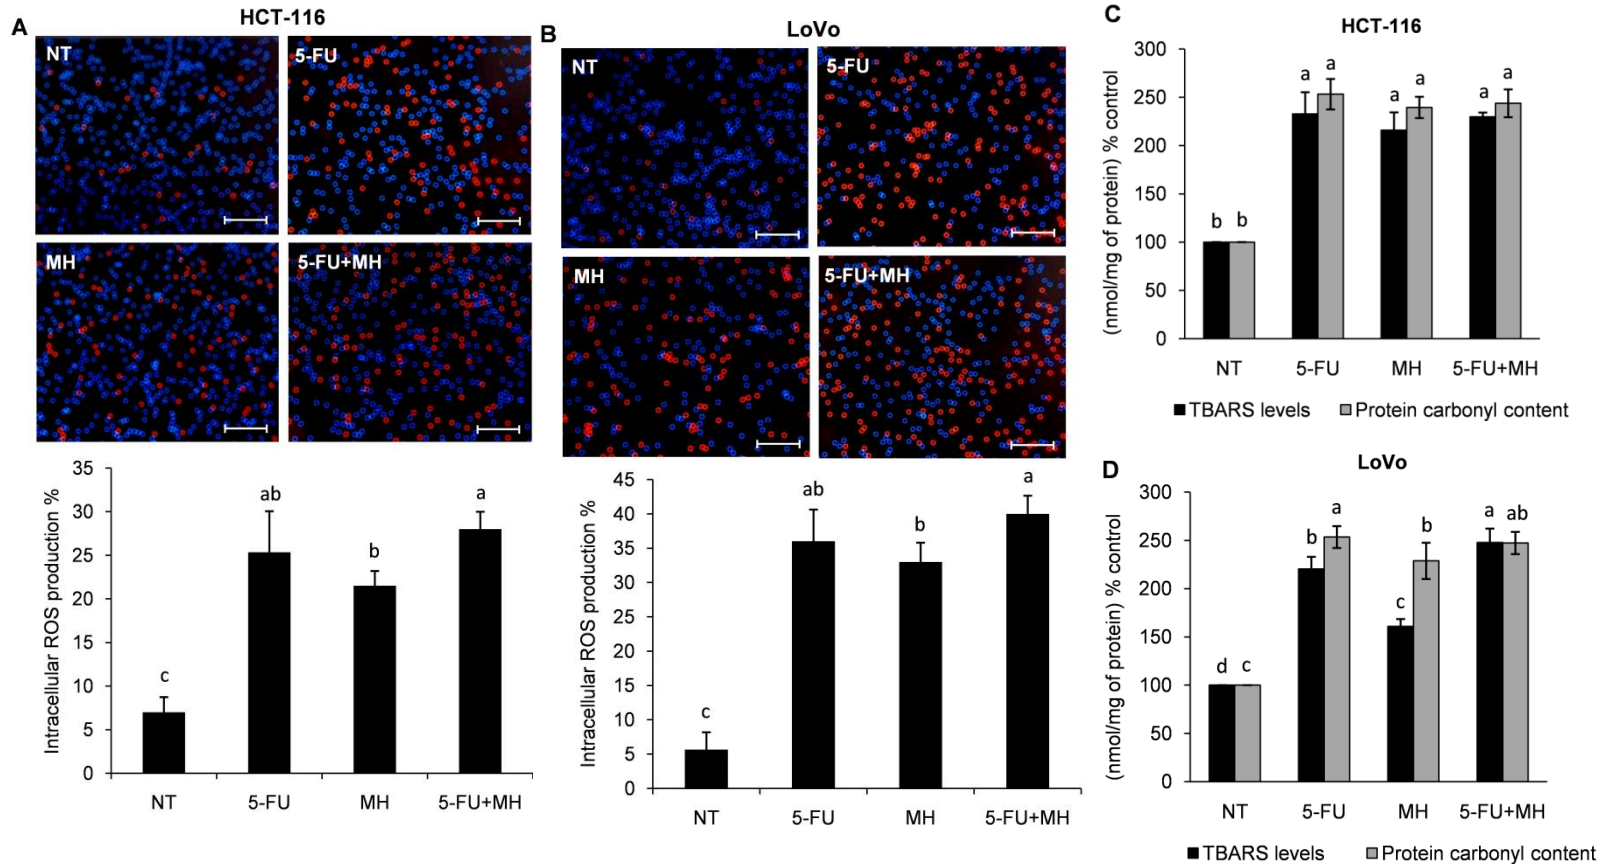 A
HCT-116
NT
5-FU
MH
5-FU+MH
Intracellular ROS production %
35
30
25
20
15
10
5
0
c
ab
b
a
NT
5-FU
MH
5-FU+MH
B
LoVo
NT
5-FU
MH
5-FU+MH
Intracellular ROS production %
45
40
35
30
25
20
15
10
5
0
c
ab
b
a
NT
5-FU
MH
5-FU+MH
C
HCT-116
(nmol/mg of protein) % control
300
250
200
150
100
50
0
b b
a a
a a
a a
NT
5-FU
MH
5-FU+MH
TBARS levels
Protein carbonyl content
D
LoVo
(nmol/mg of protein) % control
300
250
200
150
100
50
0
d c
b a
c b
a ab
NT
5-FU
MH
5-FU+MH
TBARS levels
Protein carbonyl content